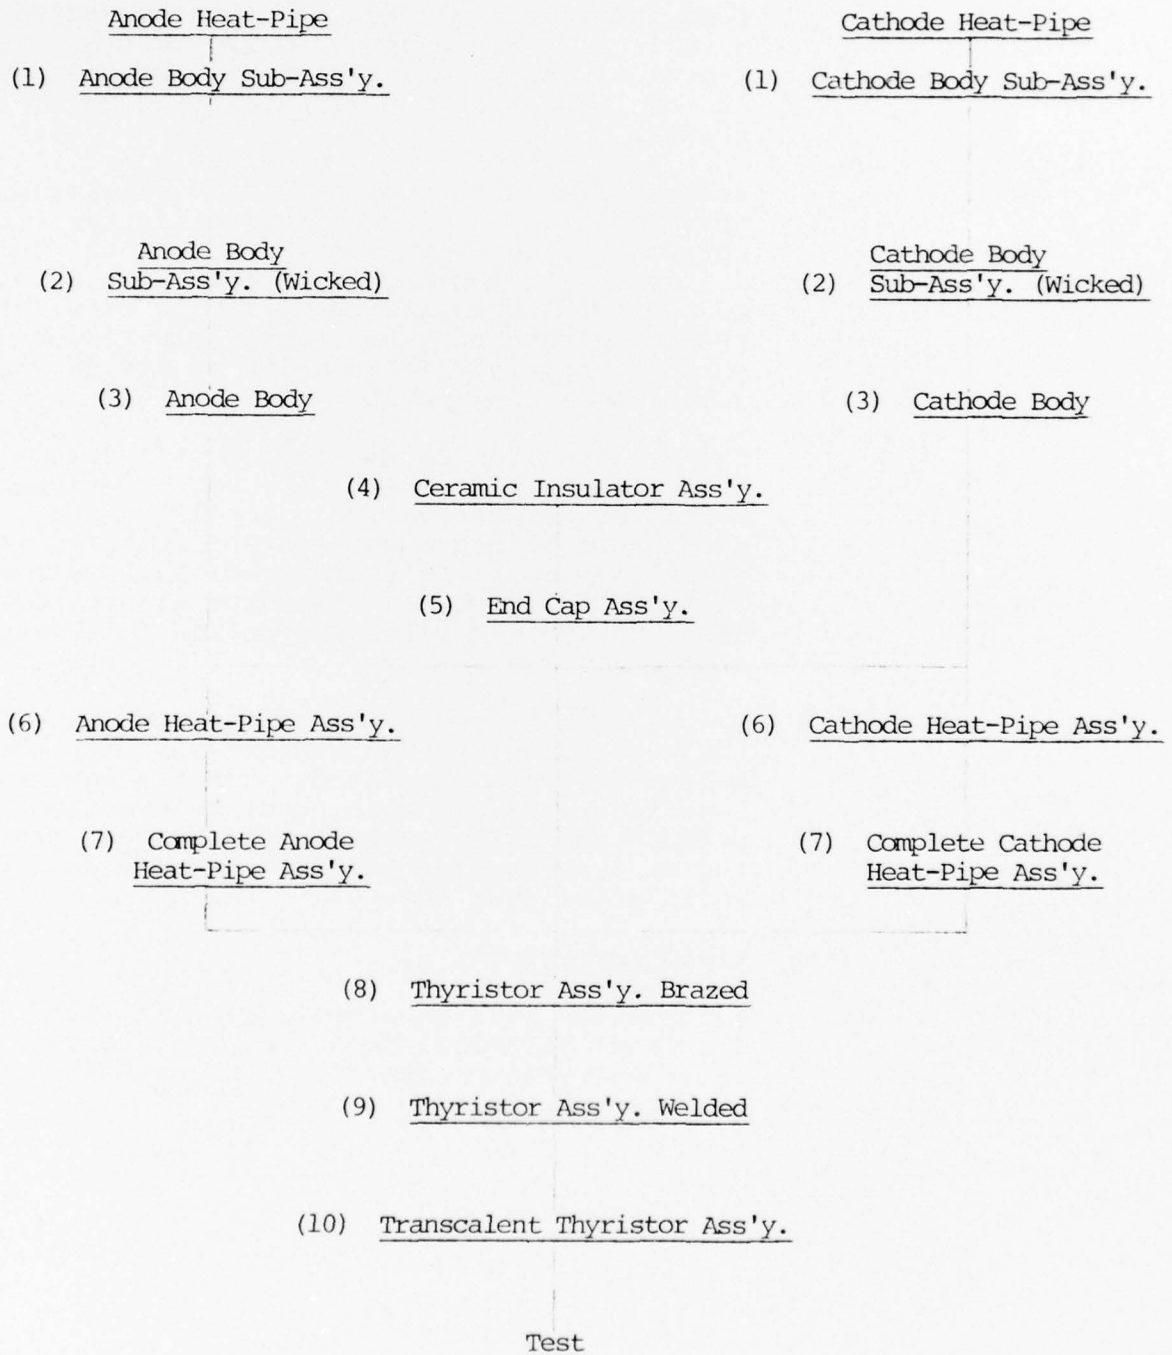 Anode Heat-Pipe
Cathode Heat-Pipe
(1) Anode Body Sub-Ass'y.
(1) Cathode Body Sub-Ass'y.
Anode Body
(2) Sub-Ass'y. (Wicked)
Cathode Body
(2) Sub-Ass'y. (Wicked)
(3) Anode Body
(3) Cathode Body
(4) Ceramic Insulator Ass'y.
(5) End Cap Ass'y.
(6) Anode Heat-Pipe Ass'y.
(6) Cathode Heat-Pipe Ass'y.
(7) Complete Anode
Heat-Pipe Ass'y.
(7) Complete Cathode
Heat-Pipe Ass'y.
(8) Thyristor Ass'y. Brazed
(9) Thyristor Ass'y. Welded
(10) Transcalent Thyristor Ass'y.
Test